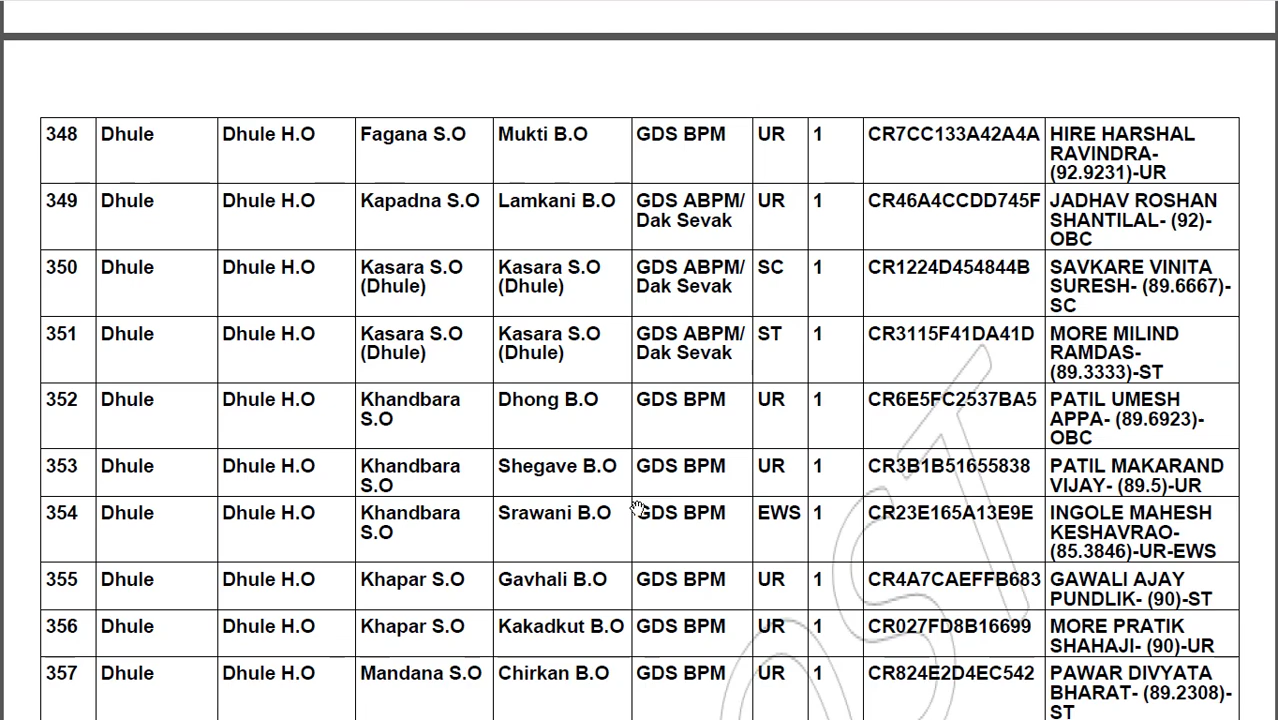 348 Dhule Dhule H.O Fagana S.O Mukti B.O GDS BPM UR 1 CR7CC133A42A4A HIRE HARSHAL
RAVINDRA-
(92.9231)-UR
349 Dhule Dhule H.O Kapadna S.O Lamkani B.O GDS ABPM/ UR 1 CR46A4CCDD745F JADHAV ROSHAN
Dak Sevak SHANTILAL- (92)-
OBC
350 Dhule Dhule H.O Kasara S.O Kasara S.O GDS ABPM/ SC 1 CR1224D454844B SAVKARE VINITA
(Dhule) (Dhule) Dak Sevak SURESH- (89.6667)-
SC
351 Dhule Dhule H.O Kasara S.O Kasara S.O GDS ABPM/ ST 1 CR3115F41DA41D MORE MILIND
(Dhule) (Dhule) Dak Sevak RAMDAS-
(89.3333)-ST
352 Dhule Dhule H.O Khandbara Dhong B.O GDS BPM UR 1 CR6E5FC2537BA5 PATIL UMESH
S.O APPA- (89.6923)-
OBC
353 Dhule Dhule H.O Khandbara Shegave B.O GDS BPM UR 1 CR3B1B51655838 PATIL MAKARAND
S.O VIJAY- (89.5)-UR
354 Dhule Dhule H.O Khandbara Srawani B.O GDS BPM EWS 1 CR23E165A13E9E INGOLE MAHESH
S.O KESHAVRAO-
(85.3846)-UR-EWS
355 Dhule Dhule H.O Khapar S.O Gavhali B.O GDS BPM UR 1 CR4A7CAEFFB683 GAWALI AJAY
PUNDLIK- (90)-ST
356 Dhule Dhule H.O Khapar S.O Kakadkut B.O GDS BPM UR 1 CR027FD8B16699 MORE PRATIK
SHAHAJI- (90)-UR
357 Dhule Dhule H.O Mandana S.O Chirkan B.O GDS BPM UR 1 CR824E2D4EC542 PAWAR DIVYATA
BHARAT- (89.2308)-
ST